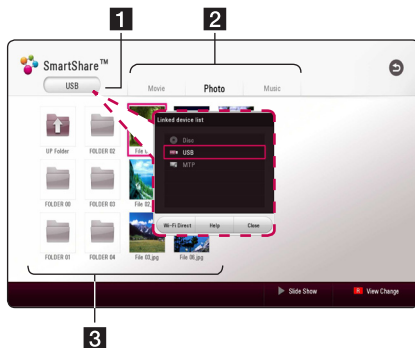 1
2
SmartShare™
USB
Movie
Photo
Music
Linked device list
Disc
USB
MTP
UP Folder
FOLDER 02
FOLDER 00
FOLDER 03
File 02.
Wi-Fi Direct
Help
Close
FOLDER 01
FOLDER 04
File 03.jpg
File 06.jpg
Slide Show
View Change
3